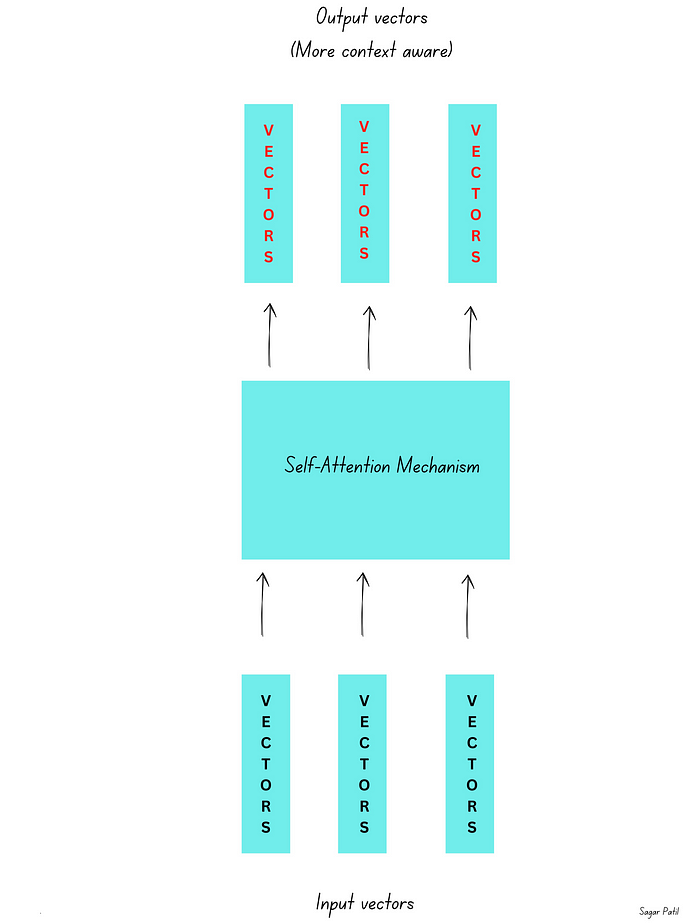 Output vectors
(More context aware)
VECTORS
VECTORS
VECTORS
Self-Attention Mechanism
VECTORS
VECTORS
VECTORS
Input vectors
Sagar Patil